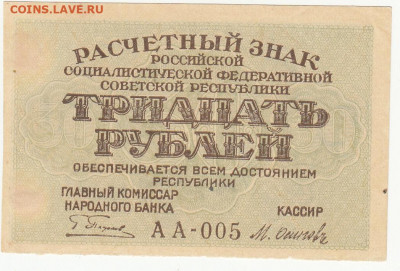 COINS.LAVE.RU
РАСЧЕТНЫЙ ЗНАК
РОССИЙСКОЙ
СОЦИАЛИСТИЧЕСКОЙ ФЕДЕРАТИВНОЙ
СОВЕТСКОЙ РЕСПУБЛИКИ
ТРИДЦАТЬ
РУБЛЕЙ
ОБЕСПЕЧИВАЕТСЯ ВСЕМ ДОСТОЯНИЕМ
РЕСПУБЛИКИ
ГЛАВНЫЙ КОМИССАР
НАРОДНОГО БАНКА
КАССИР
АА-005